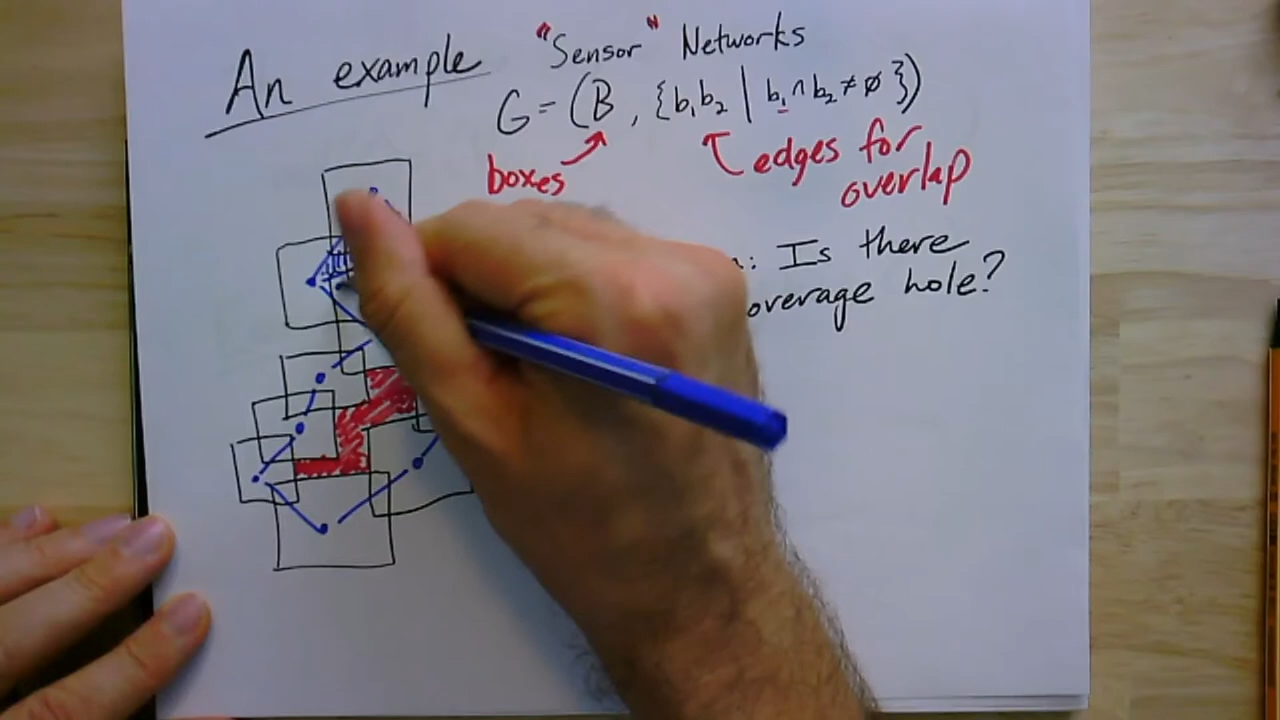 An example
"Sensor" Networks
G = (B, {b₁b₂ | b₁ ∩ b₂ ≠ ∅})
boxes
edges for
overlap
: Is there
overage hole?